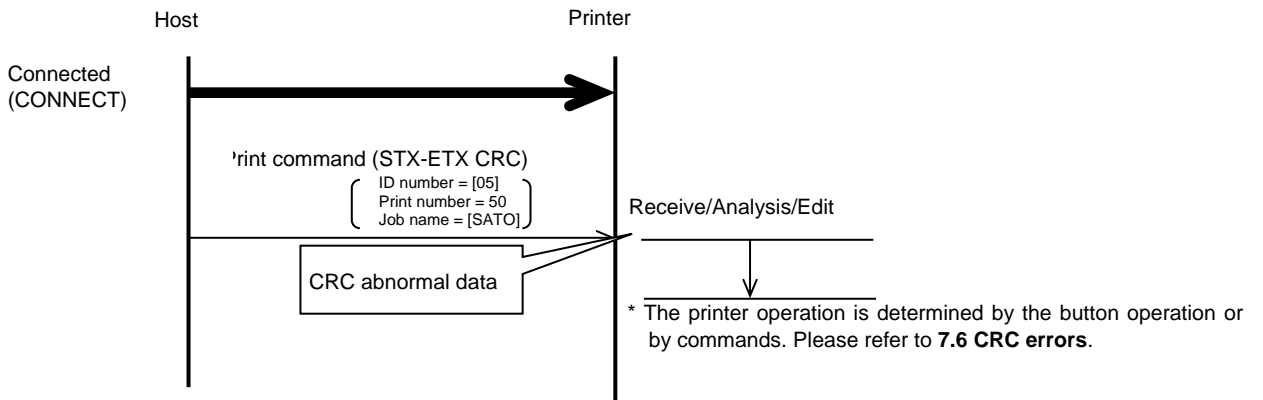 Host
Printer
Connected
(CONNECT)
Print command (STX-ETX CRC)
ID number = [05]
Print number = 50
Job name = [SATO]
Receive/Analysis/Edit
CRC abnormal data
* The printer operation is determined by the button operation or
by commands. Please refer to 7.6 CRC errors.